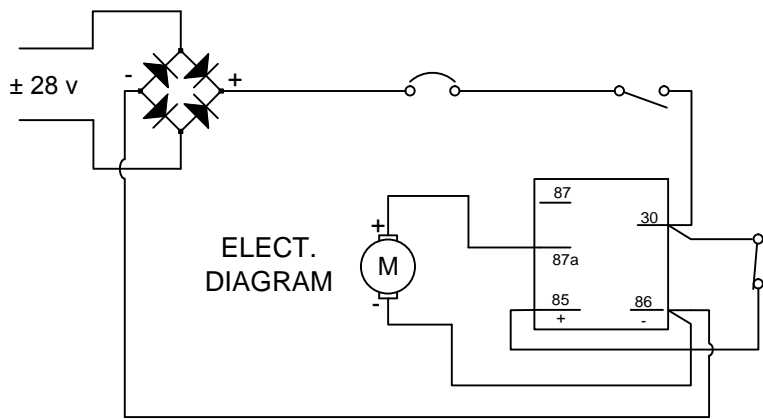 - +
± 28 v
87
30
+
ELECT.
87a
DIAGRAM
M
-
85 86
+ -